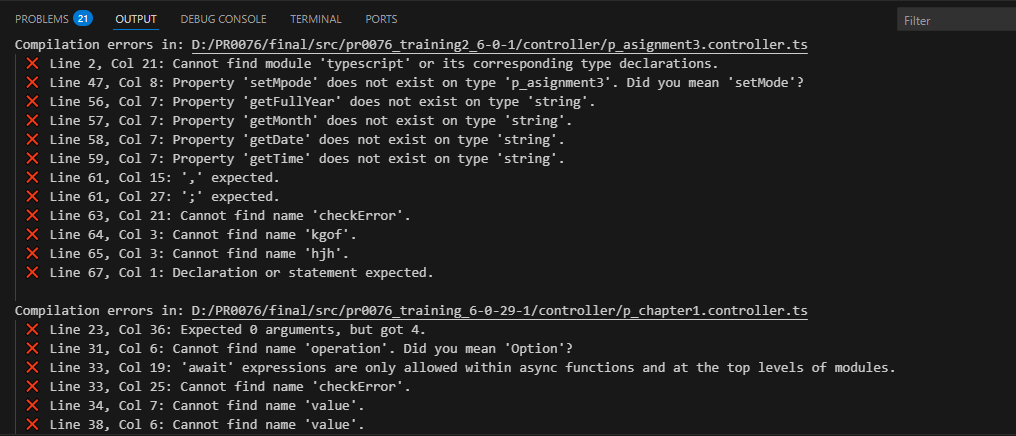 PROBLEMS 21 OUTPUT DEBUG CONSOLE TERMINAL PORTS Filter
Compilation errors in: D:/PR0076/final/src/pr0076_training2_6-0-1/controller/p_asignment3.controller.ts
❌ Line 2, Col 21: Cannot find module 'typescript' or its corresponding type declarations.
❌ Line 47, Col 8: Property 'setMpode' does not exist on type 'p_asignment3'. Did you mean 'setMode'?
❌ Line 56, Col 7: Property 'getFullYear' does not exist on type 'string'.
❌ Line 57, Col 7: Property 'getMonth' does not exist on type 'string'.
❌ Line 58, Col 7: Property 'getDate' does not exist on type 'string'.
❌ Line 59, Col 7: Property 'getTime' does not exist on type 'string'.
❌ Line 61, Col 15: ',' expected.
❌ Line 61, Col 27: ';' expected.
❌ Line 63, Col 21: Cannot find name 'checkError'.
❌ Line 64, Col 3: Cannot find name 'kgof'.
❌ Line 65, Col 3: Cannot find name 'hjh'.
❌ Line 67, Col 1: Declaration or statement expected.
Compilation errors in: D:/PR0076/final/src/pr0076_training_6-0-29-1/controller/p_chapter1.controller.ts
❌ Line 23, Col 36: Expected 0 arguments, but got 4.
❌ Line 31, Col 6: Cannot find name 'operation'. Did you mean 'Option'?
❌ Line 33, Col 19: 'await' expressions are only allowed within async functions and at the top levels of modules.
❌ Line 33, Col 25: Cannot find name 'checkError'.
❌ Line 34, Col 7: Cannot find name 'value'.
❌ Line 38, Col 6: Cannot find name 'value'.